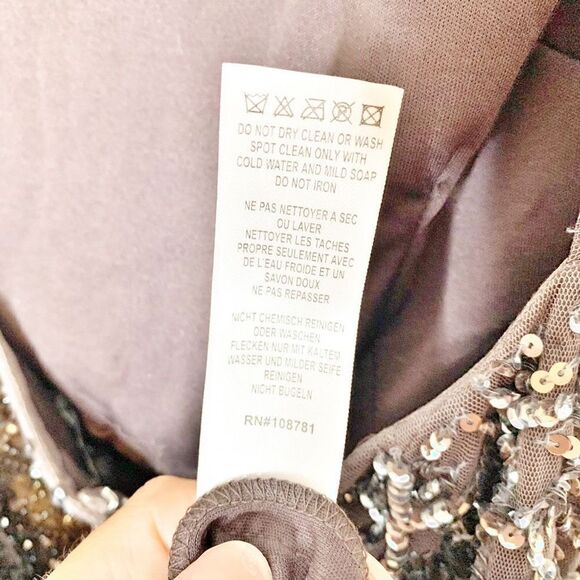 DO NOT DRY CLEAN OR WASH
SPOT CLEAN ONLY WITH
COLD WATER AND MILD SOAP
DO NOT IRON
NE PAS NETTOYER A SEC
OU LAVER
NETTOYER LES TACHES
PROPRE SEULEMENT AVEC
DE L'EAU FROIDE ET UN
SAVON DOUX
NE PAS REPASSER
NICHT CHEMISCH REINIGEN
ODER WASCHEN
FLECKEN NUR MIT KALTEM
WASSER UND MILDER SEIFE
REINIGEN
NICHT BUGELN
RN#108781